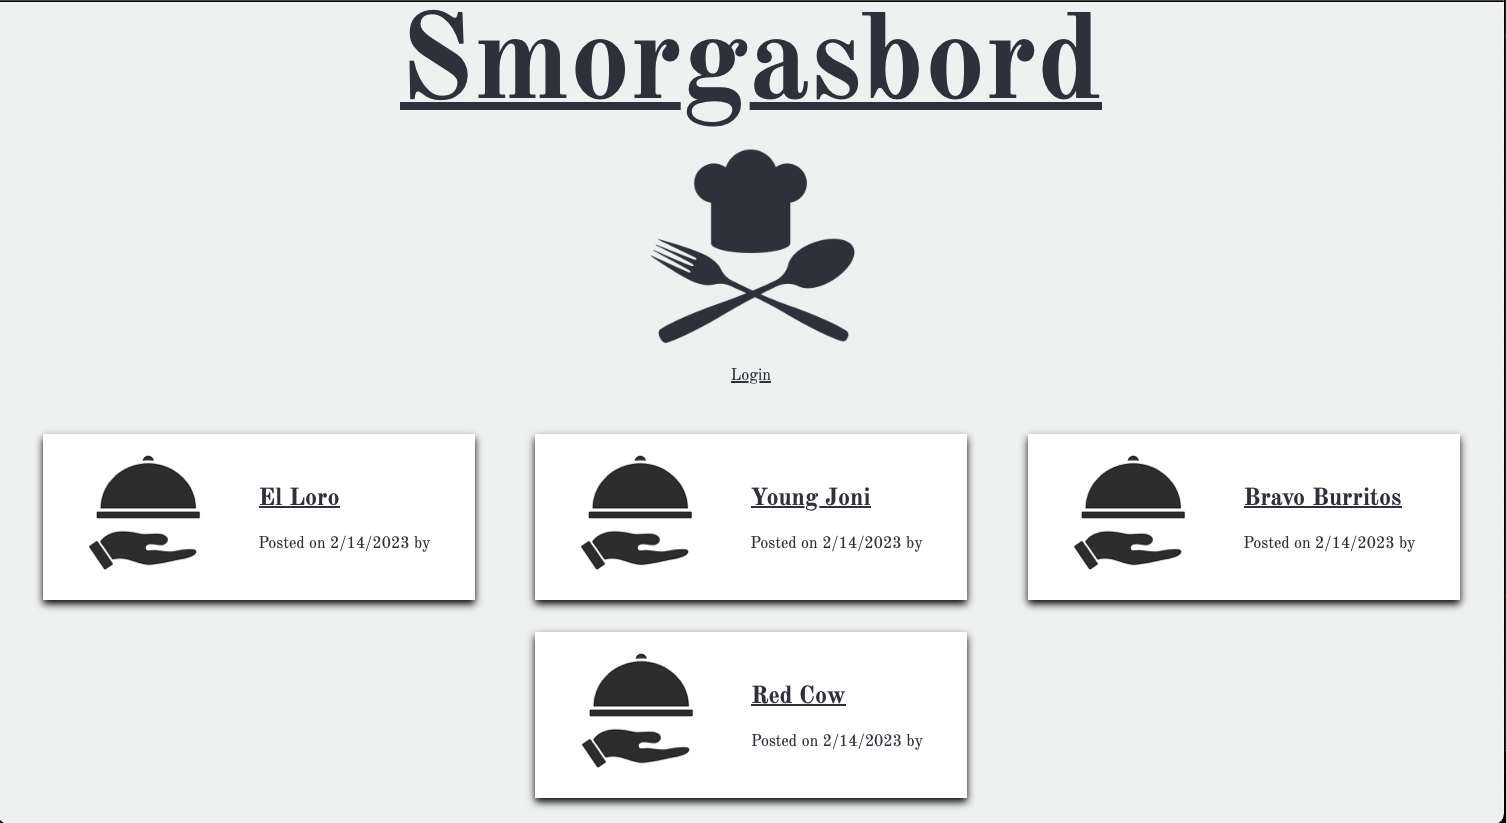 Smorgasbord
Login
El Loro
Posted on 2/14/2023 by
Young Joni
Posted on 2/14/2023 by
Bravo Burritos
Posted on 2/14/2023 by
Red Cow
Posted on 2/14/2023 by